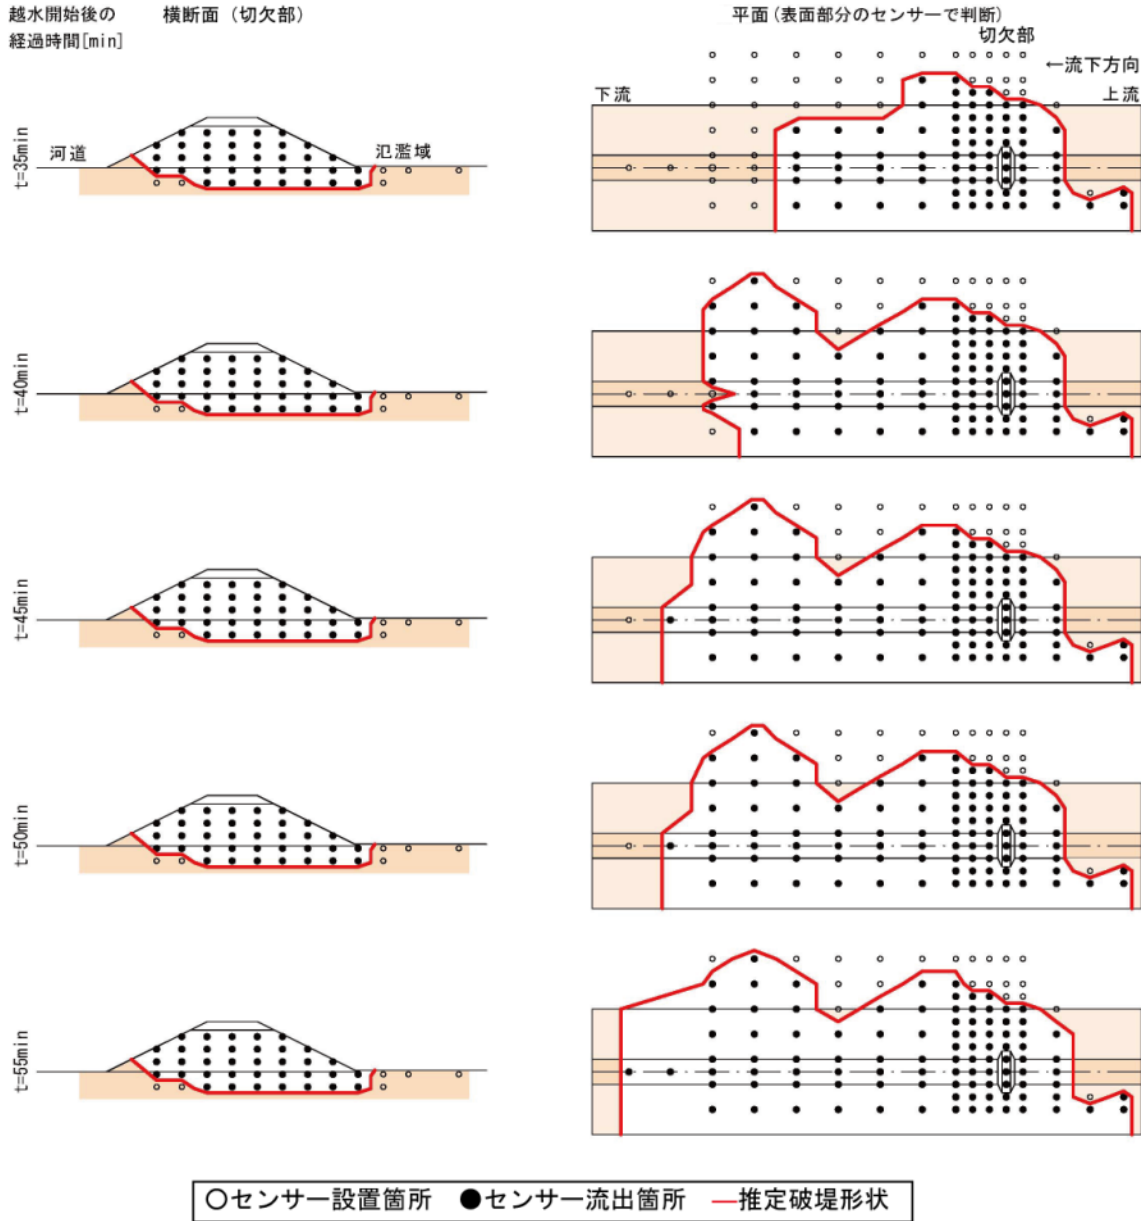 越水開始後の 横断面（切欠部） 平面（表面部分のセンサーで判断）
経過時間[min] 切欠部
←流下方向
下流 上流
t=35min 河道 氾濫域
t=40min
t=45min
t=50min
t=55min
○センサー設置箇所 ●センサー流出箇所 ―推定破堤形状